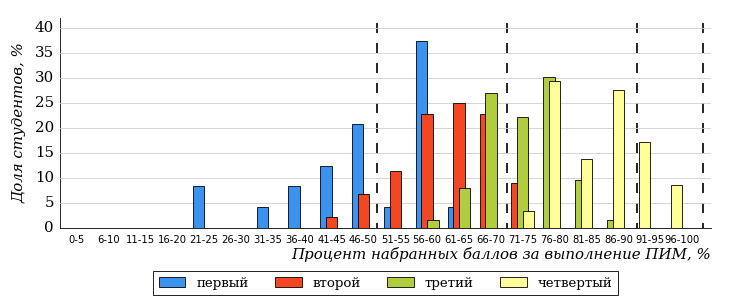 Доля студентов, %
40
35
30
25
20
15
10
5
0
0-5 6-10 11-15 16-20 21-25 26-30 31-35 36-40 41-45 46-50 51-55 56-60 61-65 66-70 71-75 76-80 81-85 86-90 91-95 96-100
Процент набранных баллов за выполнение ПИМ, %
первый второй третий четвертый